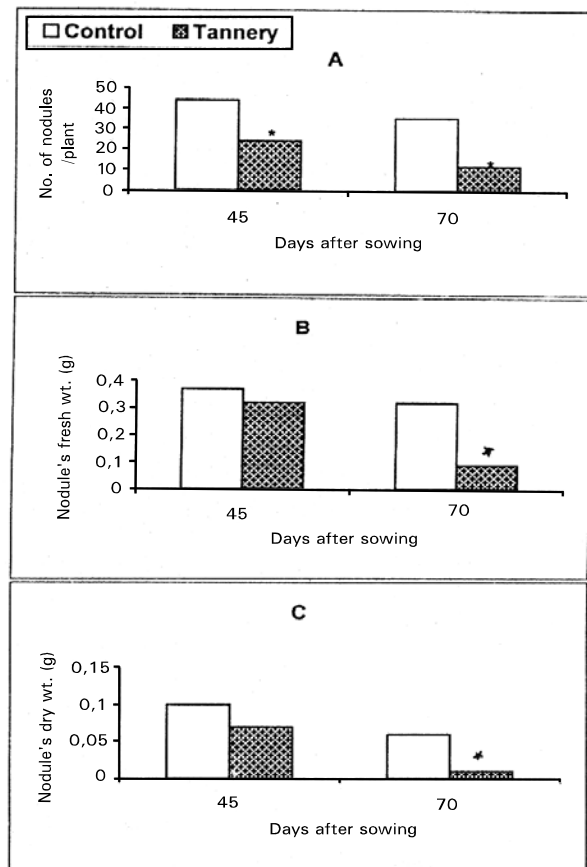 Control Tannery
A
No. of nodules
/plant
50
40
30
20
10
0
*
*
45 70
Days after sowing
B
Nodule's fresh wt. (g)
0,4
0,3
0,2
0,1
0
*
45 70
Days after sowing
C
Nodule's dry wt. (g)
0,15
0,1
0,05
0
*
45 70
Days after sowing